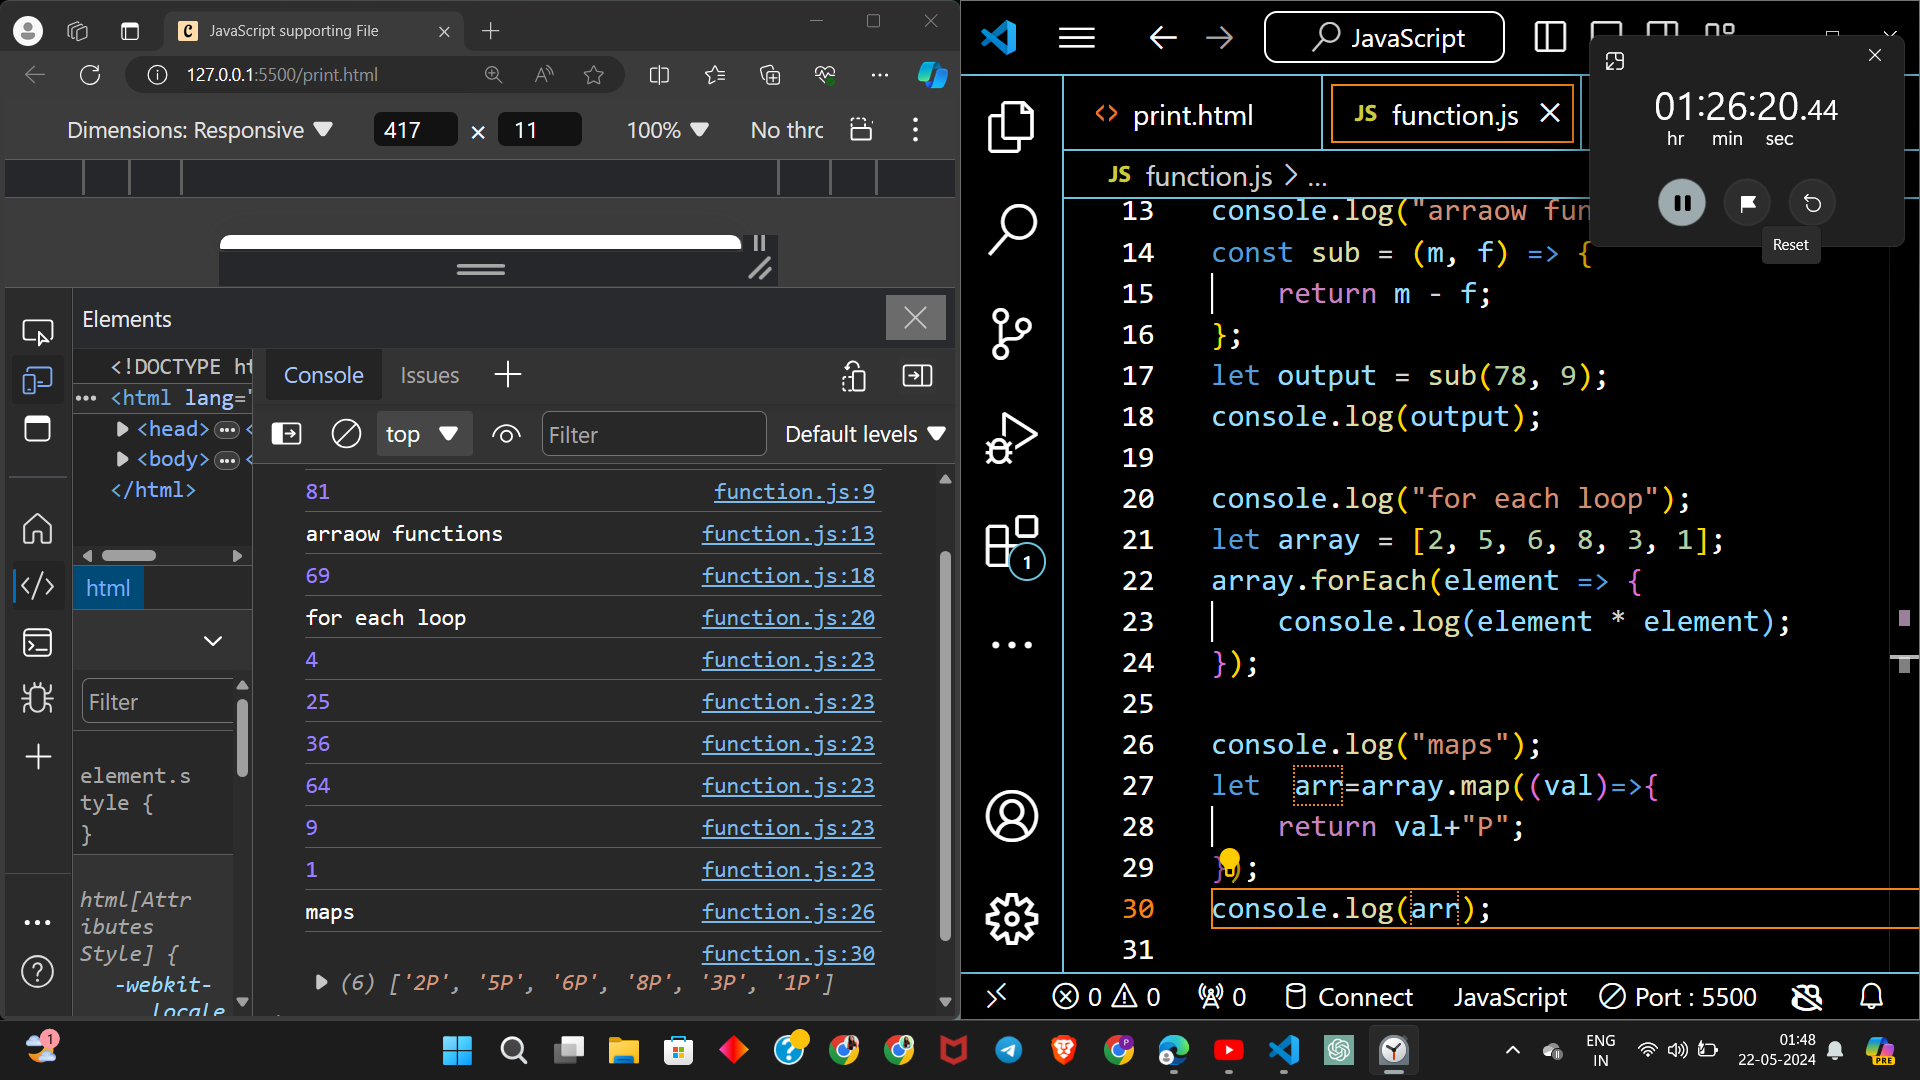 JavaScript supporting File
127.0.0.1:5500/print.html
Dimensions: Responsive
417 × 11
100%
No thrc
Elements
<!DOCTYPE ht
<html lang="
<head>
<body>
</html>
html
Filter
element.s
tyle {
}
html[Attr
ibutes
Style] {
-webkit-
locale
Console
Issues
top
Filter
Default levels
81 function.js:9
arraow functions function.js:13
69 function.js:18
for each loop function.js:20
4 function.js:23
25 function.js:23
36 function.js:23
64 function.js:23
9 function.js:23
1 function.js:23
maps function.js:26
function.js:30
(6) ['2P', '5P', '6P', '8P', '3P', '1P']
JavaScript
print.html
JS function.js
JS function.js > ...
13 console.log("arraow fun
14 const sub = (m, f) => {
15 return m - f;
16 };
17 let output = sub(78, 9);
18 console.log(output);
19
20 console.log("for each loop");
21 let array = [2, 5, 6, 8, 3, 1];
22 array.forEach(element => {
23 console.log(element * element);
24 });
25
26 console.log("maps");
27 let  arr=array.map((val)=>{
28 return val+"P";
29 });
30 console.log(arr);
31
1
01:26:20.44
hr min sec
Reset
0 0 0 Connect JavaScript Port : 5500
1
ENG
IN
01:48
22-05-2024
PRE